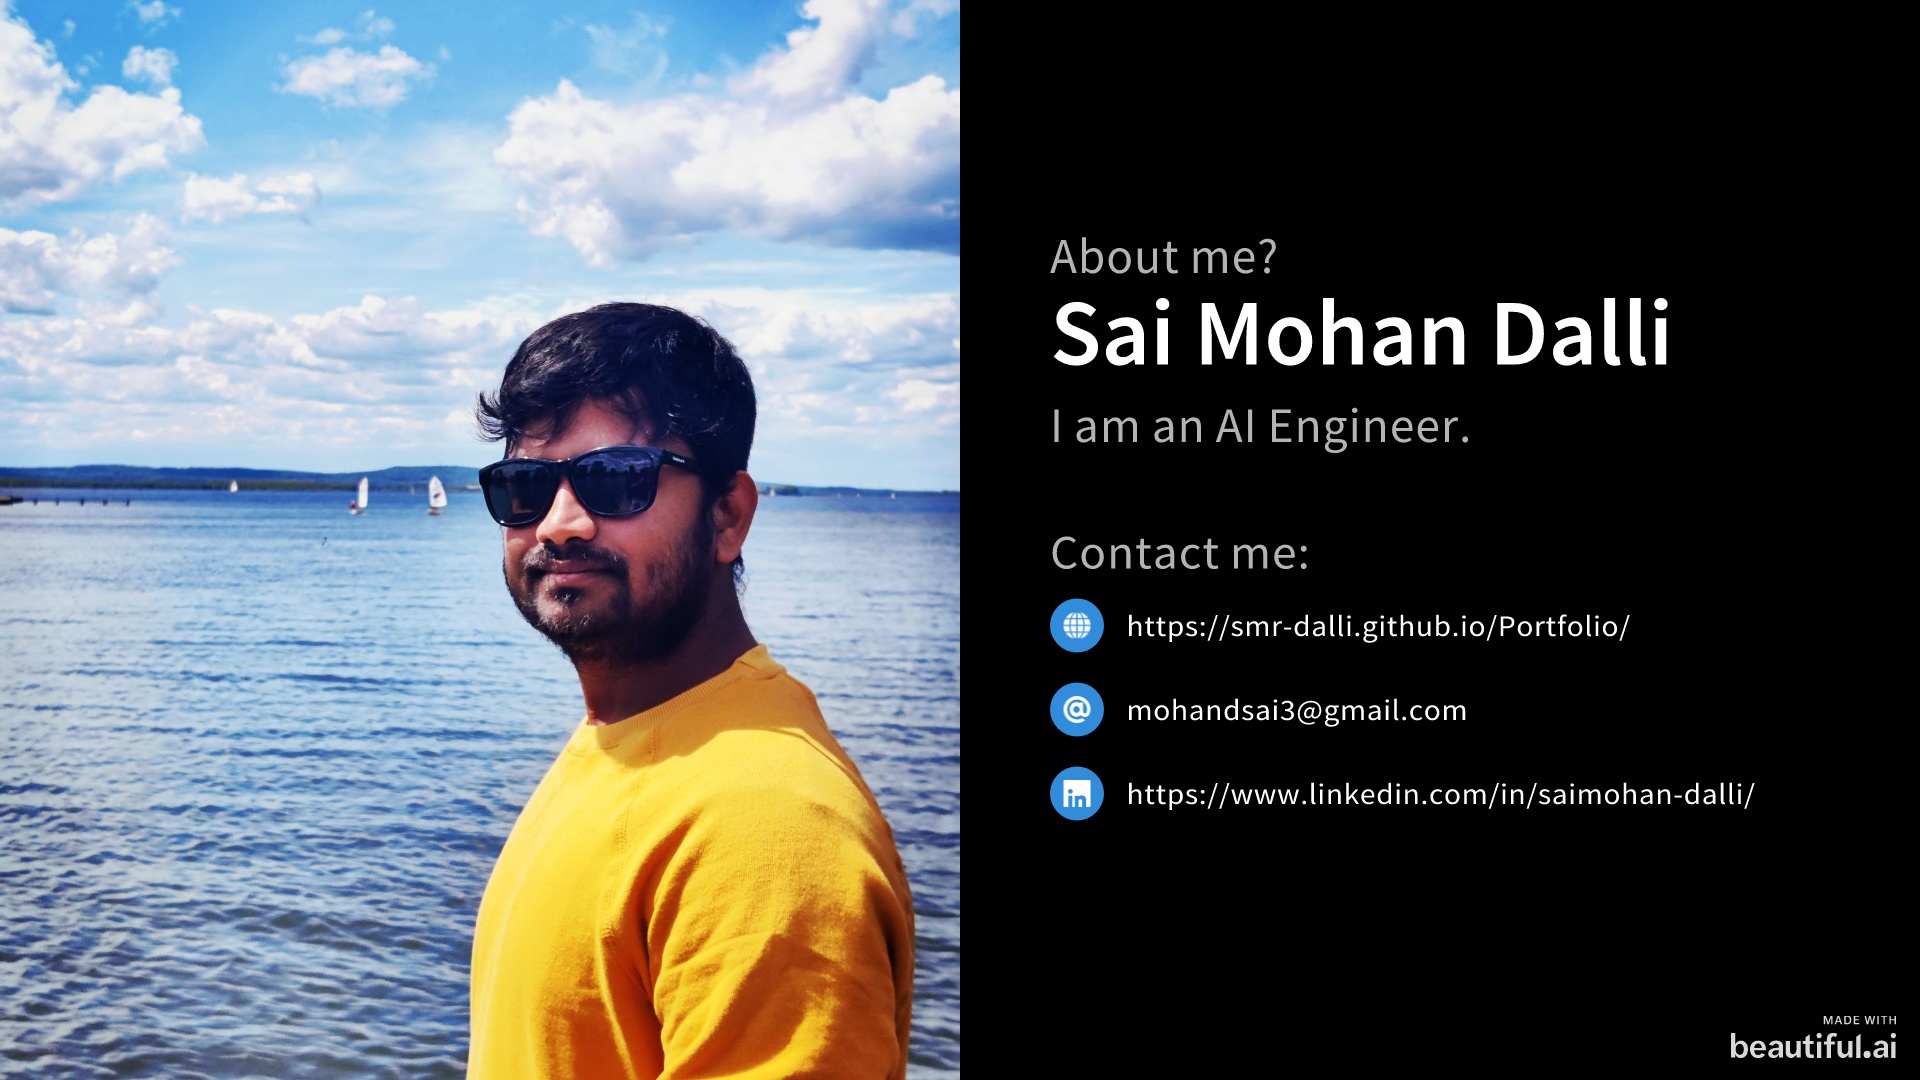 About me?
Sai Mohan Dalli
I am an AI Engineer.
Contact me:
https://smr-dalli.github.io/Portfolio/
@
mohandsai3@gmail.com
in
https://www.linkedin.com/in/saimohan-dalli/
MADE WITH
beautiful.ai